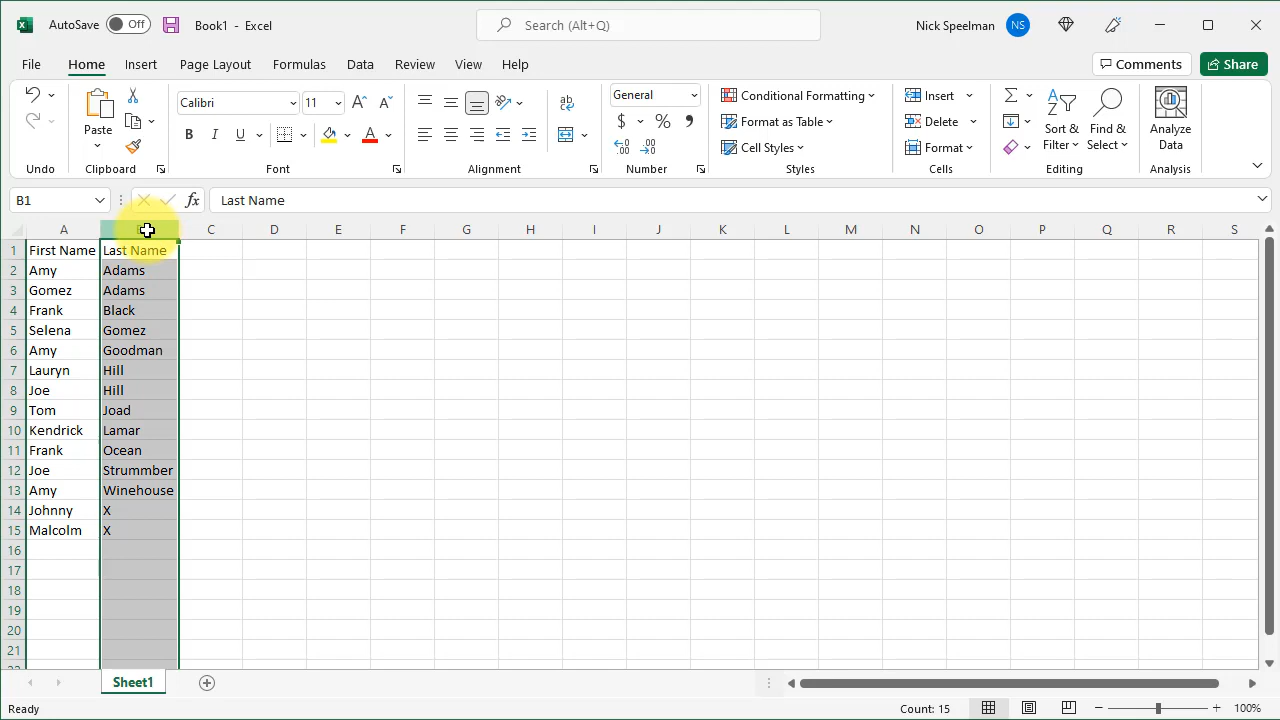 AutoSave Off Book1 - Excel Search (Alt+Q) Nick Speelman NS
File Home Insert Page Layout Formulas Data Review View Help Comments Share
Calibri 11 General Conditional Formatting Insert
Paste Format as Table Delete Sort & Find & Analyze
Cell Styles Format Filter Select Data
Undo Clipboard Font Alignment Number Styles Cells Editing Analysis
B1 fx Last Name
A C D E F G H I J K L M N O P Q R S
1 First Name Last Name
2 Amy Adams
3 Gomez Adams
4 Frank Black
5 Selena Gomez
6 Amy Goodman
7 Lauryn Hill
8 Joe Hill
9 Tom Joad
10 Kendrick Lamar
11 Frank Ocean
12 Joe Strummber
13 Amy Winehouse
14 Johnny X
15 Malcolm X
16
17
18
19
20
21
Sheet1
Ready Count: 15 100%